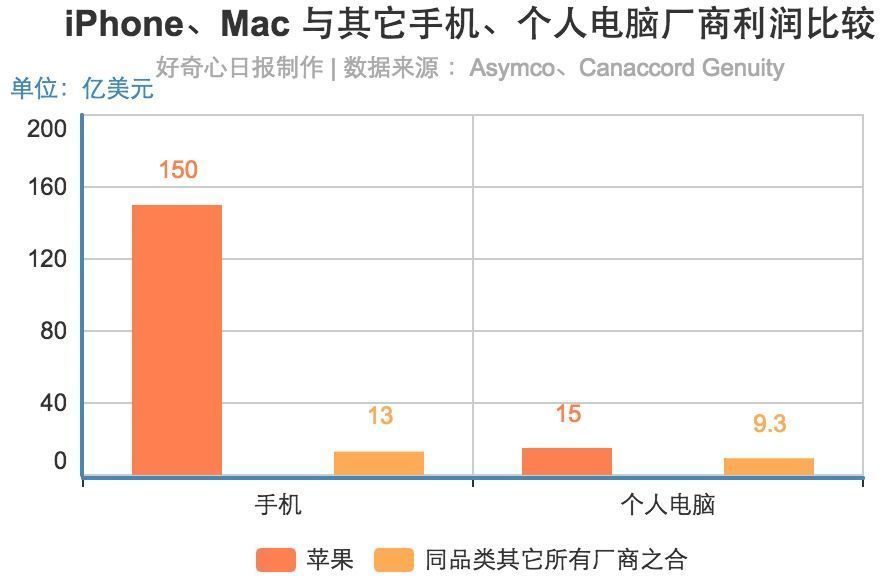 iPhone、Mac 与其它手机、个人电脑厂商利润比较
好奇心日报制作 | 数据来源： Asymco、Canaccord Genuity
单位：亿美元
200
160
120
80
40
0
150
13
15
9.3
手机
个人电脑
苹果
同品类其它所有厂商之合